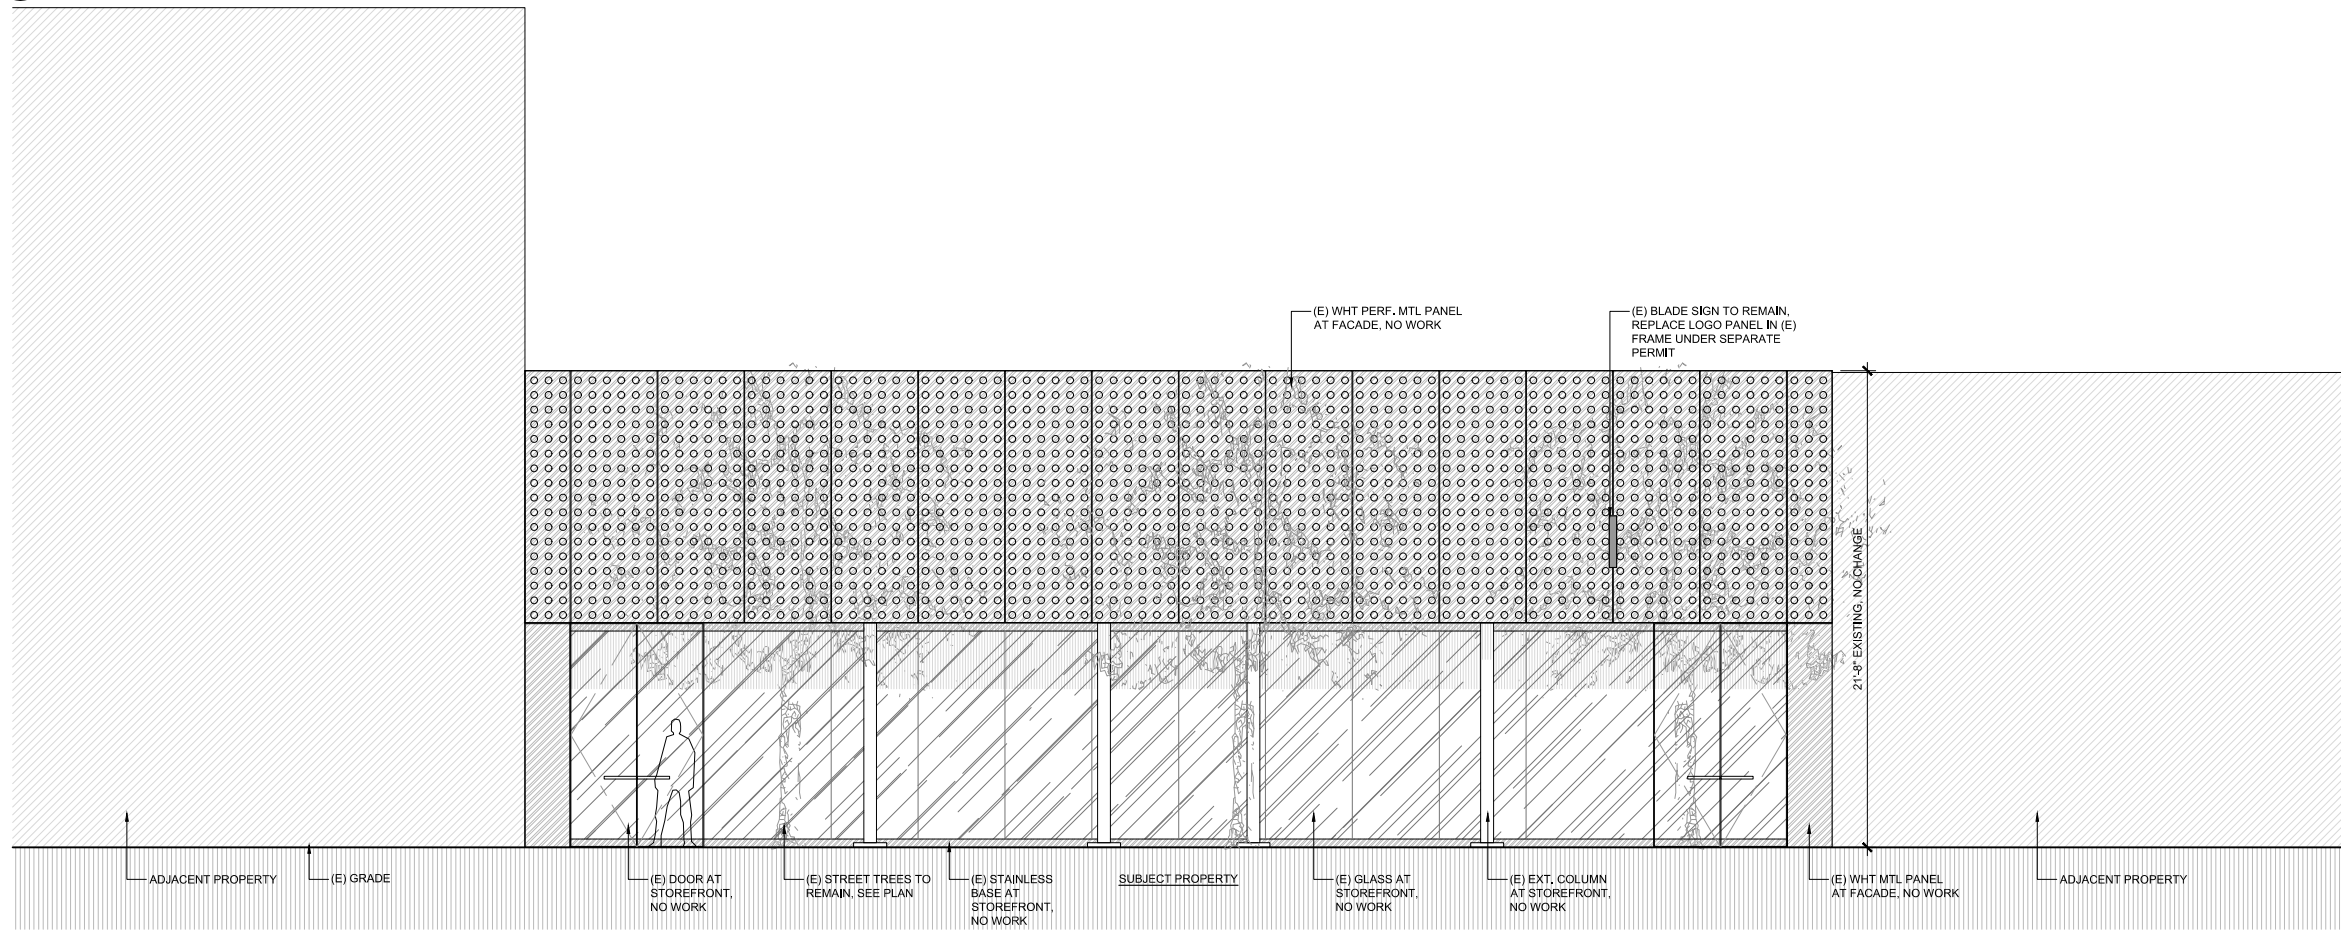 (E) WHT PERF. MTL PANEL
AT FACADE, NO WORK
(E) BLADE SIGN TO REMAIN,
REPLACE LOGO PANEL IN (E)
FRAME UNDER SEPARATE
PERMIT
21'-8" EXISTING, NO CHANGE
ADJACENT PROPERTY
(E) GRADE
(E) DOOR AT
STOREFRONT,
NO WORK
(E) STREET TREES TO
REMAIN, SEE PLAN
(E) STAINLESS
BASE AT
STOREFRONT,
NO WORK
SUBJECT PROPERTY
(E) GLASS AT
STOREFRONT,
NO WORK
(E) EXT. COLUMN
AT STOREFRONT,
NO WORK
(E) WHT MTL PANEL
AT FACADE, NO WORK
ADJACENT PROPERTY